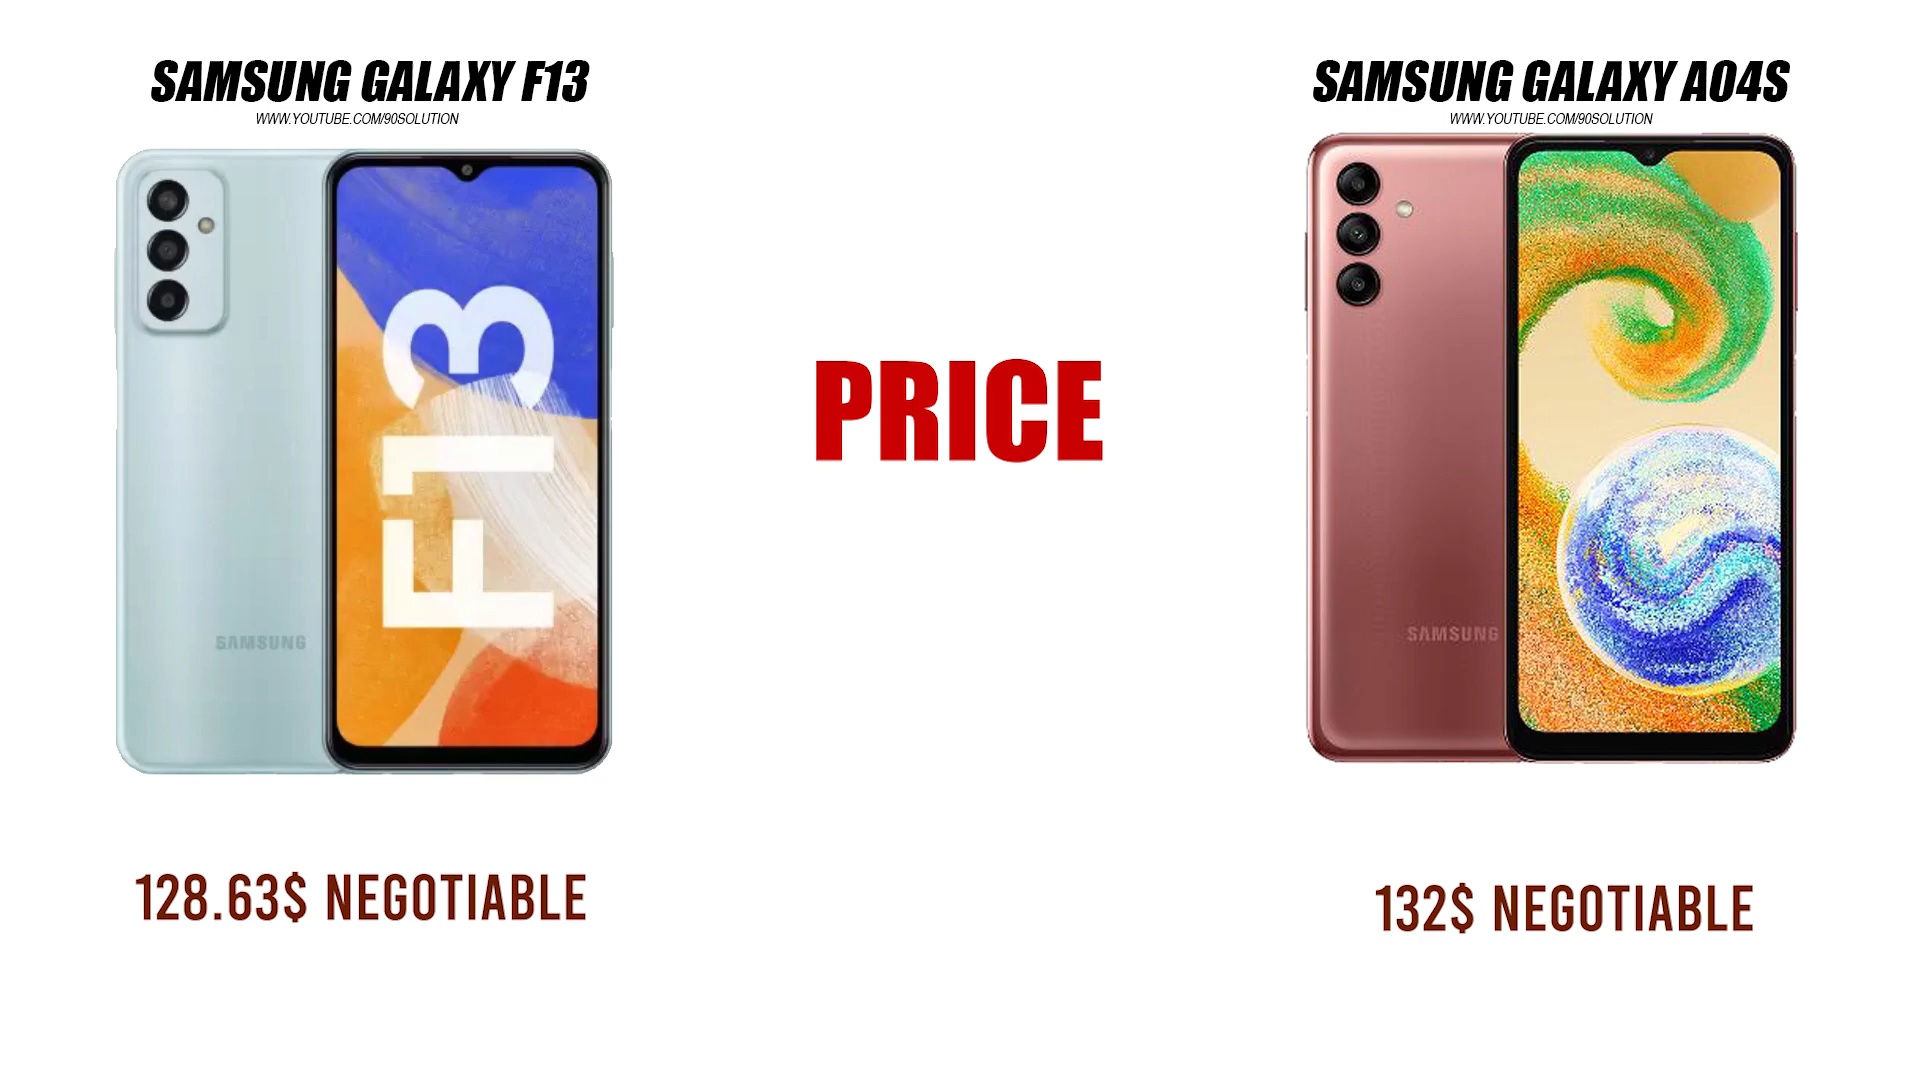 SAMSUNG GALAXY F13
WWW.YOUTUBE.COM/90SOLUTION
SAMSUNG
F13
128.63$ NEGOTIABLE
PRICE
SAMSUNG GALAXY A04S
WWW.YOUTUBE.COM/90SOLUTION
SAMSUNG
132$ NEGOTIABLE